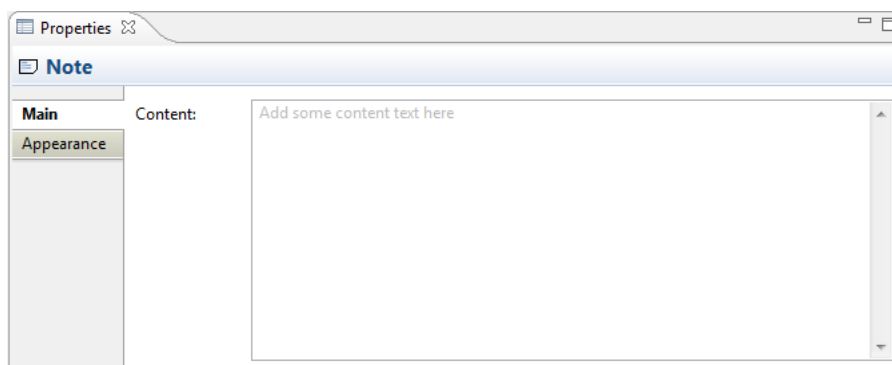 Properties
Note
Main
Content:
Add some content text here
Appearance